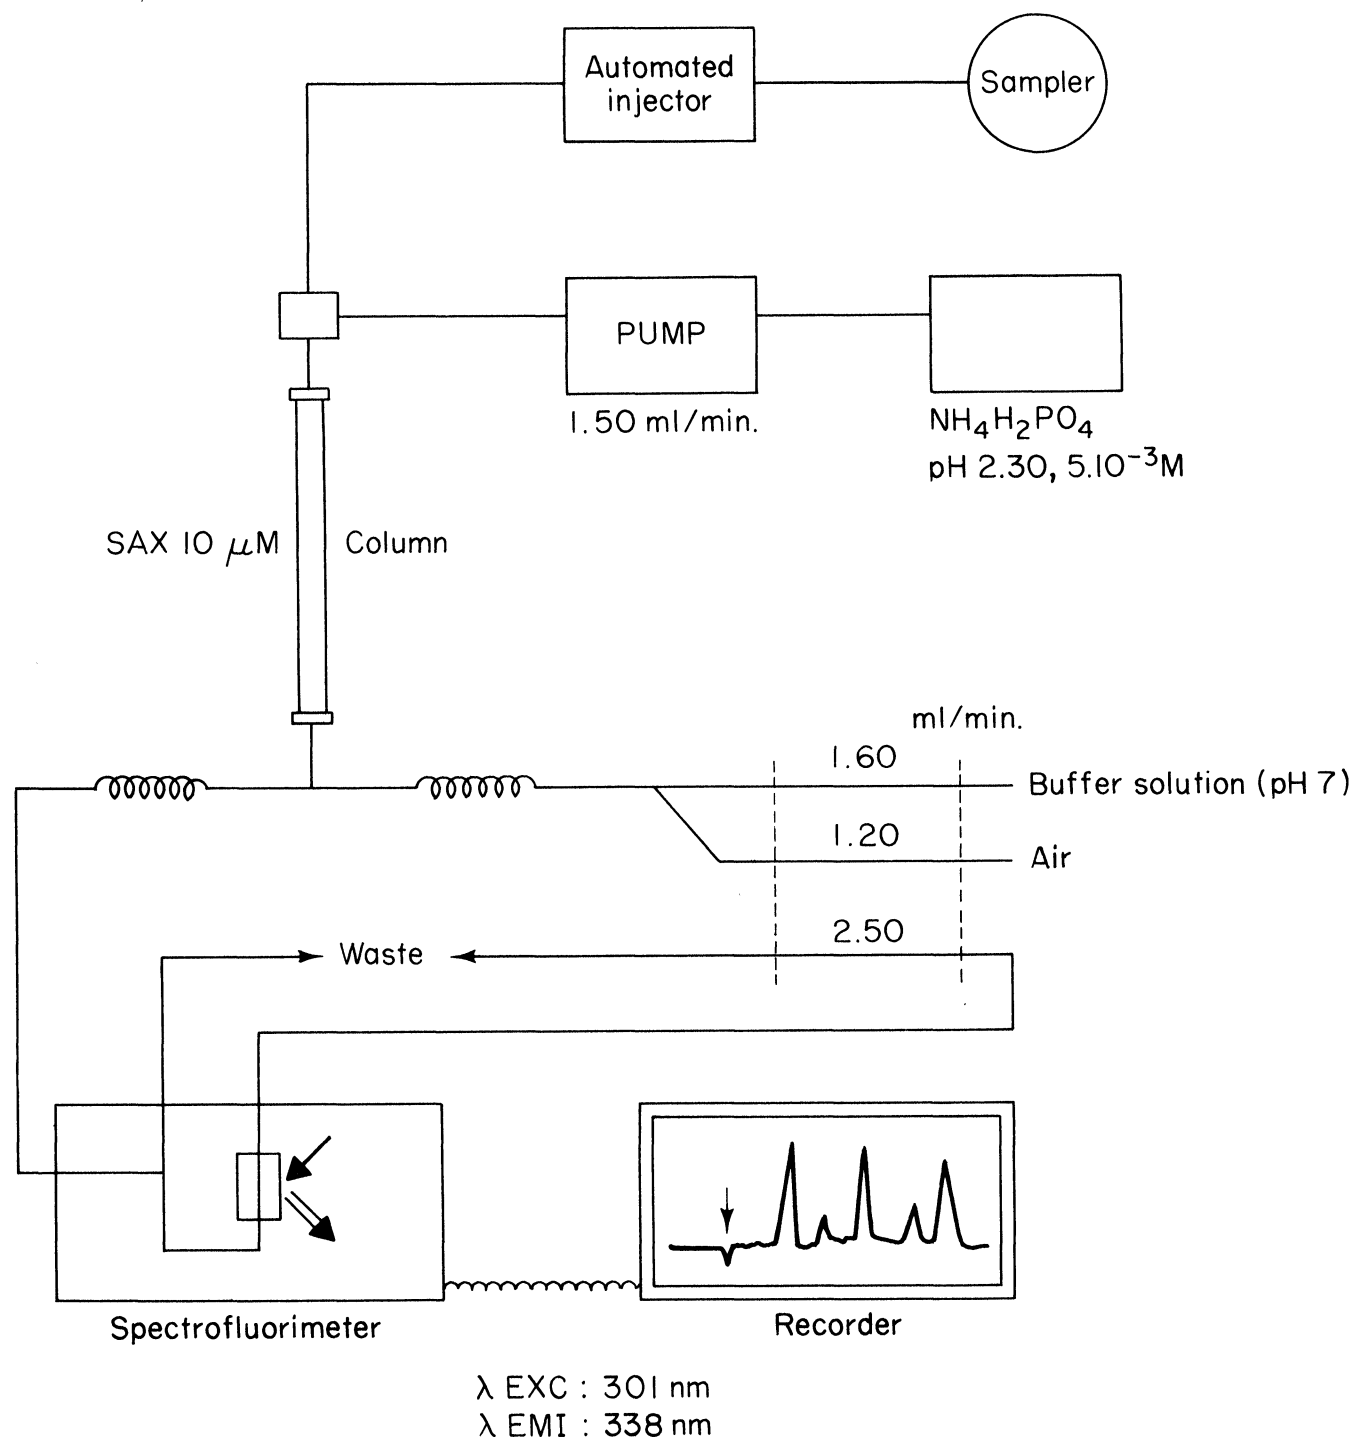 Automated
injector
Sampler
PUMP
1.50 ml/min.
NH₄H₂PO₄
pH 2.30, 5.10⁻³M
SAX 10 μM
Column
ml/min.
1.60
Buffer solution (pH 7)
1.20
Air
2.50
Waste
Spectrofluorimeter
Recorder
λ EXC : 301 nm
λ EMI : 338 nm